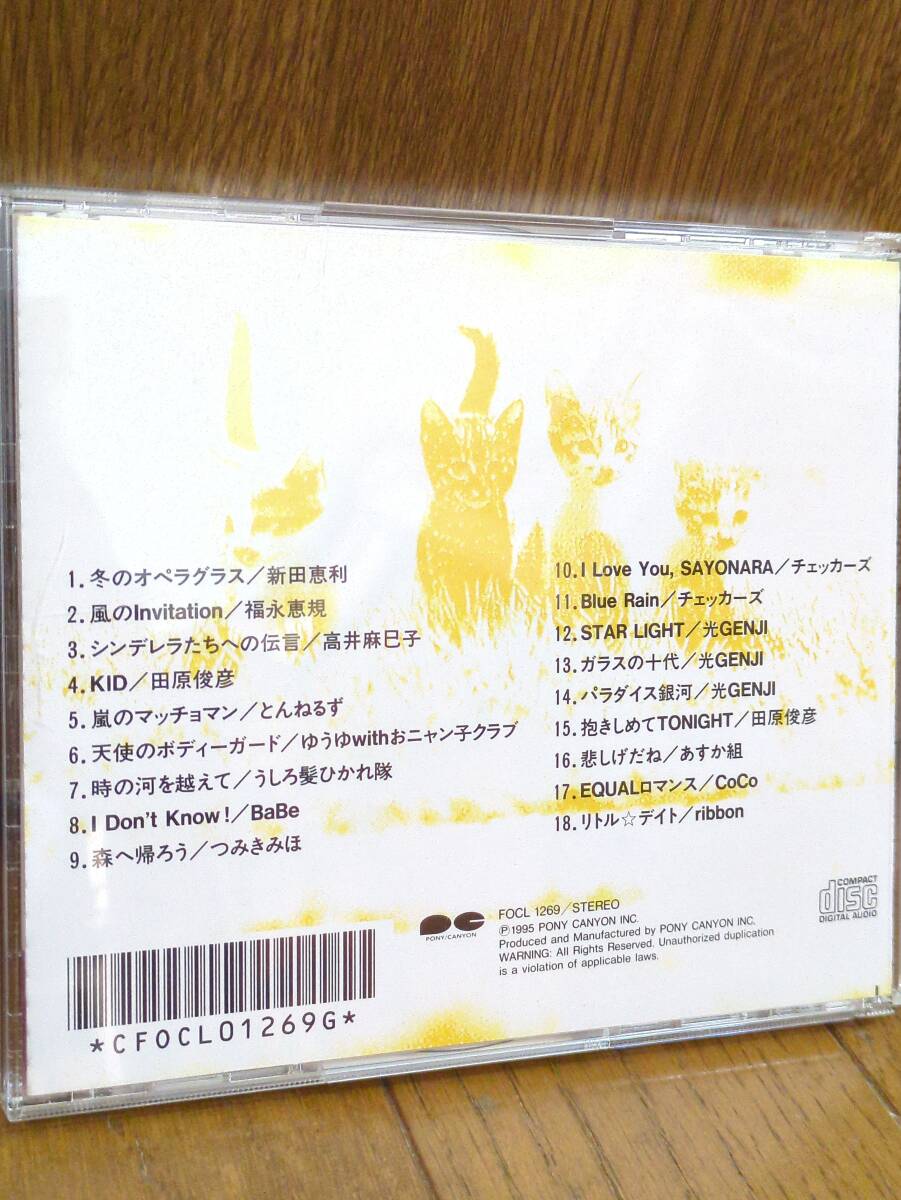 1.冬のオペラグラス／新田恵利
2.風のInvitation／福永恵規
3.シンデレラたちへの伝言／高井麻巳子
4.KID／田原俊彦
5.嵐のマッチョマン／とんねるず
6.天使のボディーガード／ゆうゆwithおニャン子クラブ
7.時の河を越えて／うしろ髪ひかれ隊
8.I Don't Know!／BaBe
9.森へ帰ろう／つみきみほ
10.I Love You, SAYONARA／チェッカーズ
11.Blue Rain／チェッカーズ
12.STAR LIGHT／光GENJI
13.ガラスの十代／光GENJI
14.パラダイス銀河／光GENJI
15.抱きしめてTONIGHT／田原俊彦
16.悲しげだね／あすか組
17.EQUALロマンス／CoCo
18.リトル☆デイト／ribbon
PONY/CANYON
FOCL 1269／STEREO
Ⓟ1995 PONY CANYON INC.
Produced and Manufactured by PONY CANYON INC.
WARNING: All Rights Reserved. Unauthorized duplication
is a violation of applicable laws.
COMPACT
disc
DIGITAL AUDIO
*CFOCL01269G*